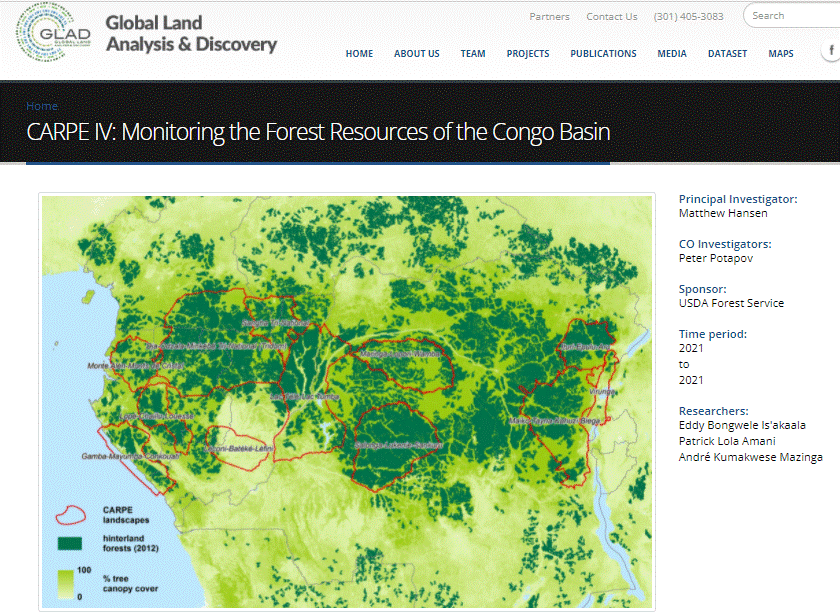 GLAD
Global Land
Analysis & Discovery
Partners
Contact Us
(301) 405-3083
Search
HOME
ABOUT US
TEAM
PROJECTS
PUBLICATIONS
MEDIA
DATASET
MAPS
f
Home
CARPE IV: Monitoring the Forest Resources of the Congo Basin
Virunga
Gamba-Mayumba-Conkouati
CARPE
landscapes
hinterland
forests (2012)
100
0
% tree
canopy cover
Principal Investigator:
Matthew Hansen
CO Investigators:
Peter Potapov
Sponsor:
USDA Forest Service
Time period:
2021
to
2021
Researchers:
Eddy Bongwele Is'akaala
Patrick Lola Amani
André Kumakwese Mazinga